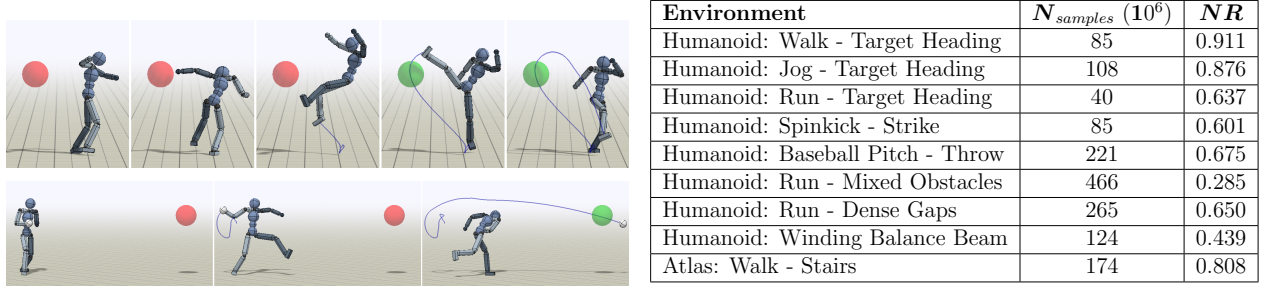 Environment N_samples (10^6) NR
Humanoid: Walk - Target Heading 85 0.911
Humanoid: Jog - Target Heading 108 0.876
Humanoid: Run - Target Heading 40 0.637
Humanoid: Spinkick - Strike 85 0.601
Humanoid: Baseball Pitch - Throw 221 0.675
Humanoid: Run - Mixed Obstacles 466 0.285
Humanoid: Run - Dense Gaps 265 0.650
Humanoid: Winding Balance Beam 124 0.439
Atlas: Walk - Stairs 174 0.808